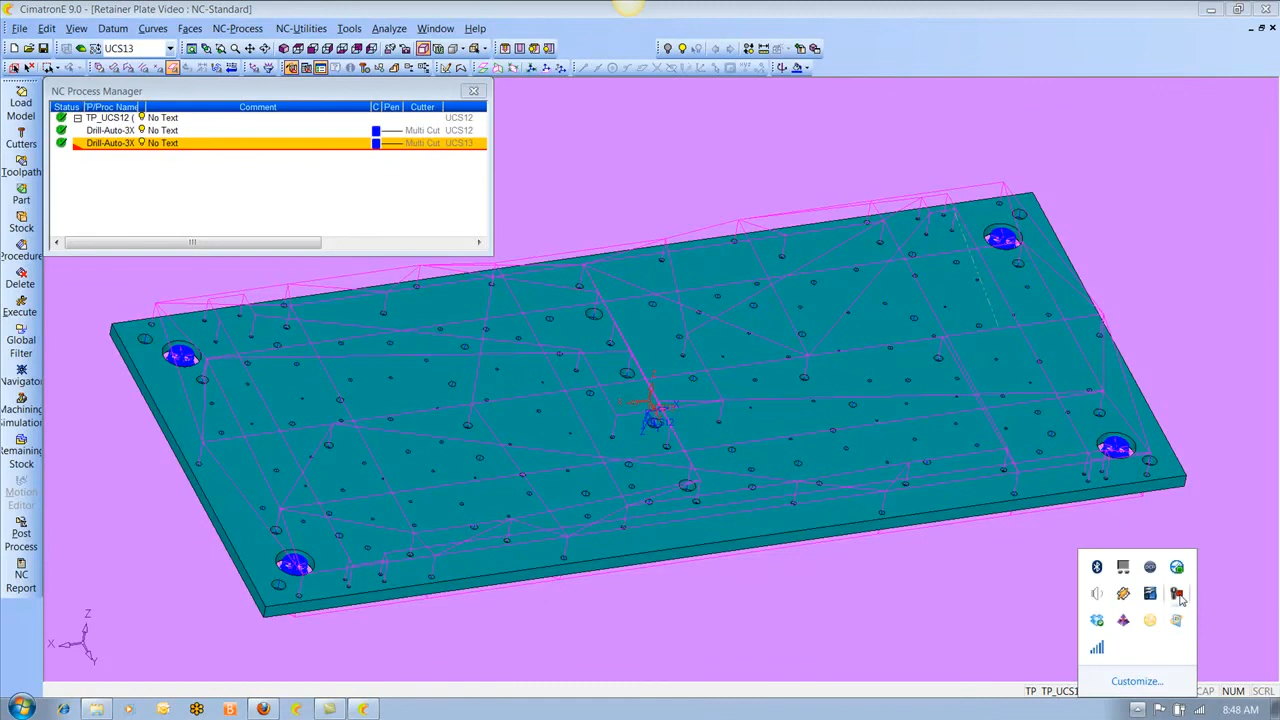 CimatronE 9.0 - [Retainer Plate Video : NC-Standard]
File Edit View Datum Curves Faces NC-Process NC-Utilities Tools Analyze Window Help
UCS13
NC Process Manager
Status TP/Proc Name Comment C Pen Cutter
TP_UCS12 ( No Text UCS12
Drill-Auto-3X No Text Multi Cut UCS12
Drill-Auto-3X No Text Multi Cut UCS13
Load
Model
Cutters
Toolpath
Part
Stock
Procedure
Delete
Execute
Global
Filter
Navigator
Machining
Simulation
Remaining
Stock
Motion
Editor
Post
Process
NC
Report
Z
X
Y
Customize...
TP TP_UCS1 CAP NUM SCRL
8:48 AM